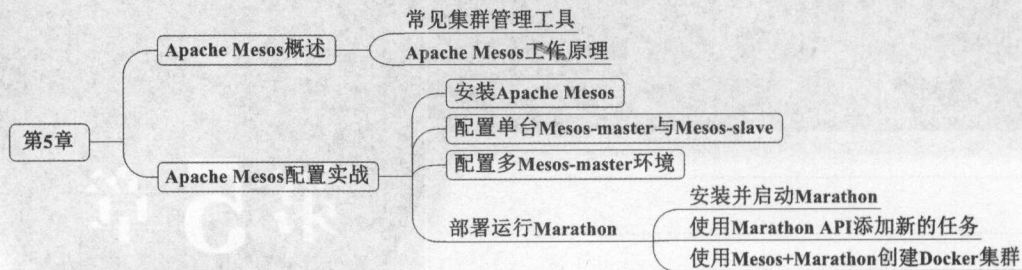 第5章
Apache Mesos概述
常见集群管理工具
Apache Mesos工作原理
Apache Mesos配置实战
安装Apache Mesos
配置单台Mesos-master与Mesos-slave
配置多Mesos-master环境
部署运行Marathon
安装并启动Marathon
使用Marathon API添加新的任务
使用Mesos+Marathon创建Docker集群